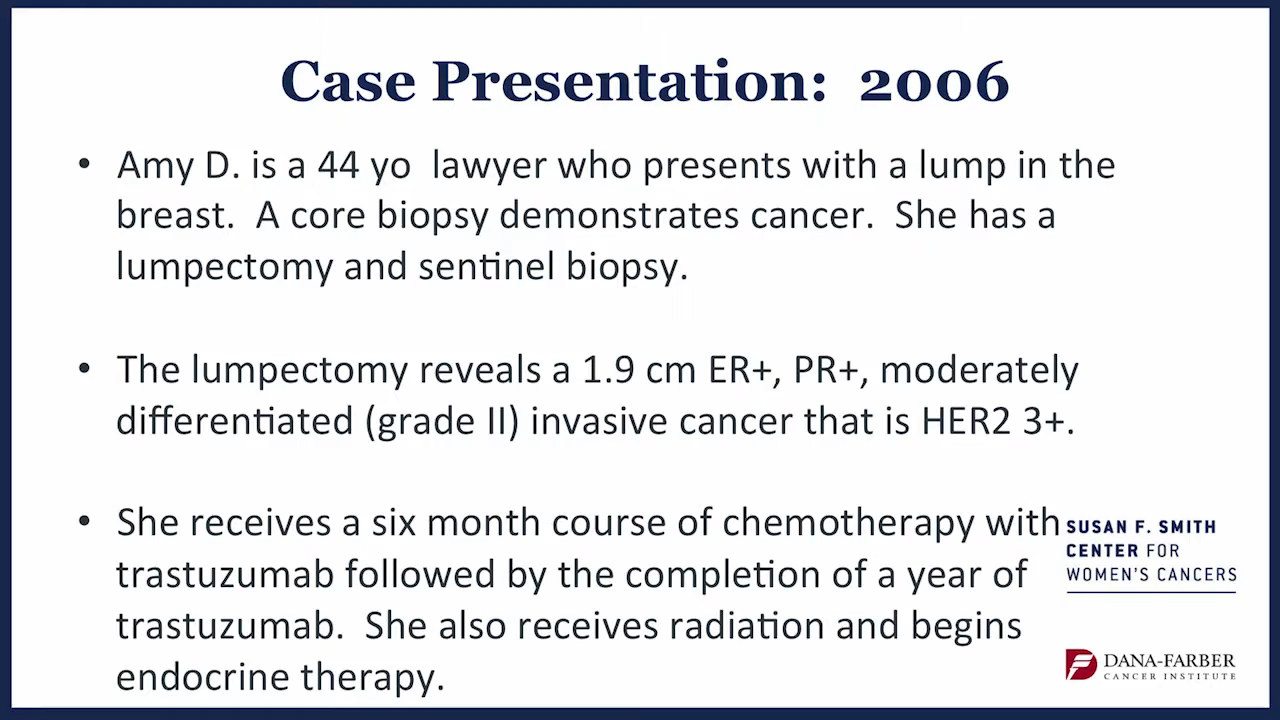 Case Presentation: 2006
• Amy D. is a 44 yo lawyer who presents with a lump in the
breast. A core biopsy demonstrates cancer. She has a
lumpectomy and sentinel biopsy.
• The lumpectomy reveals a 1.9 cm ER+, PR+, moderately
differentiated (grade II) invasive cancer that is HER2 3+.
• She receives a six month course of chemotherapy with
trastuzumab followed by the completion of a year of
trastuzumab. She also receives radiation and begins
endocrine therapy.
SUSAN F. SMITH
CENTER FOR
WOMEN'S CANCERS
DANA-FARBER
CANCER INSTITUTE